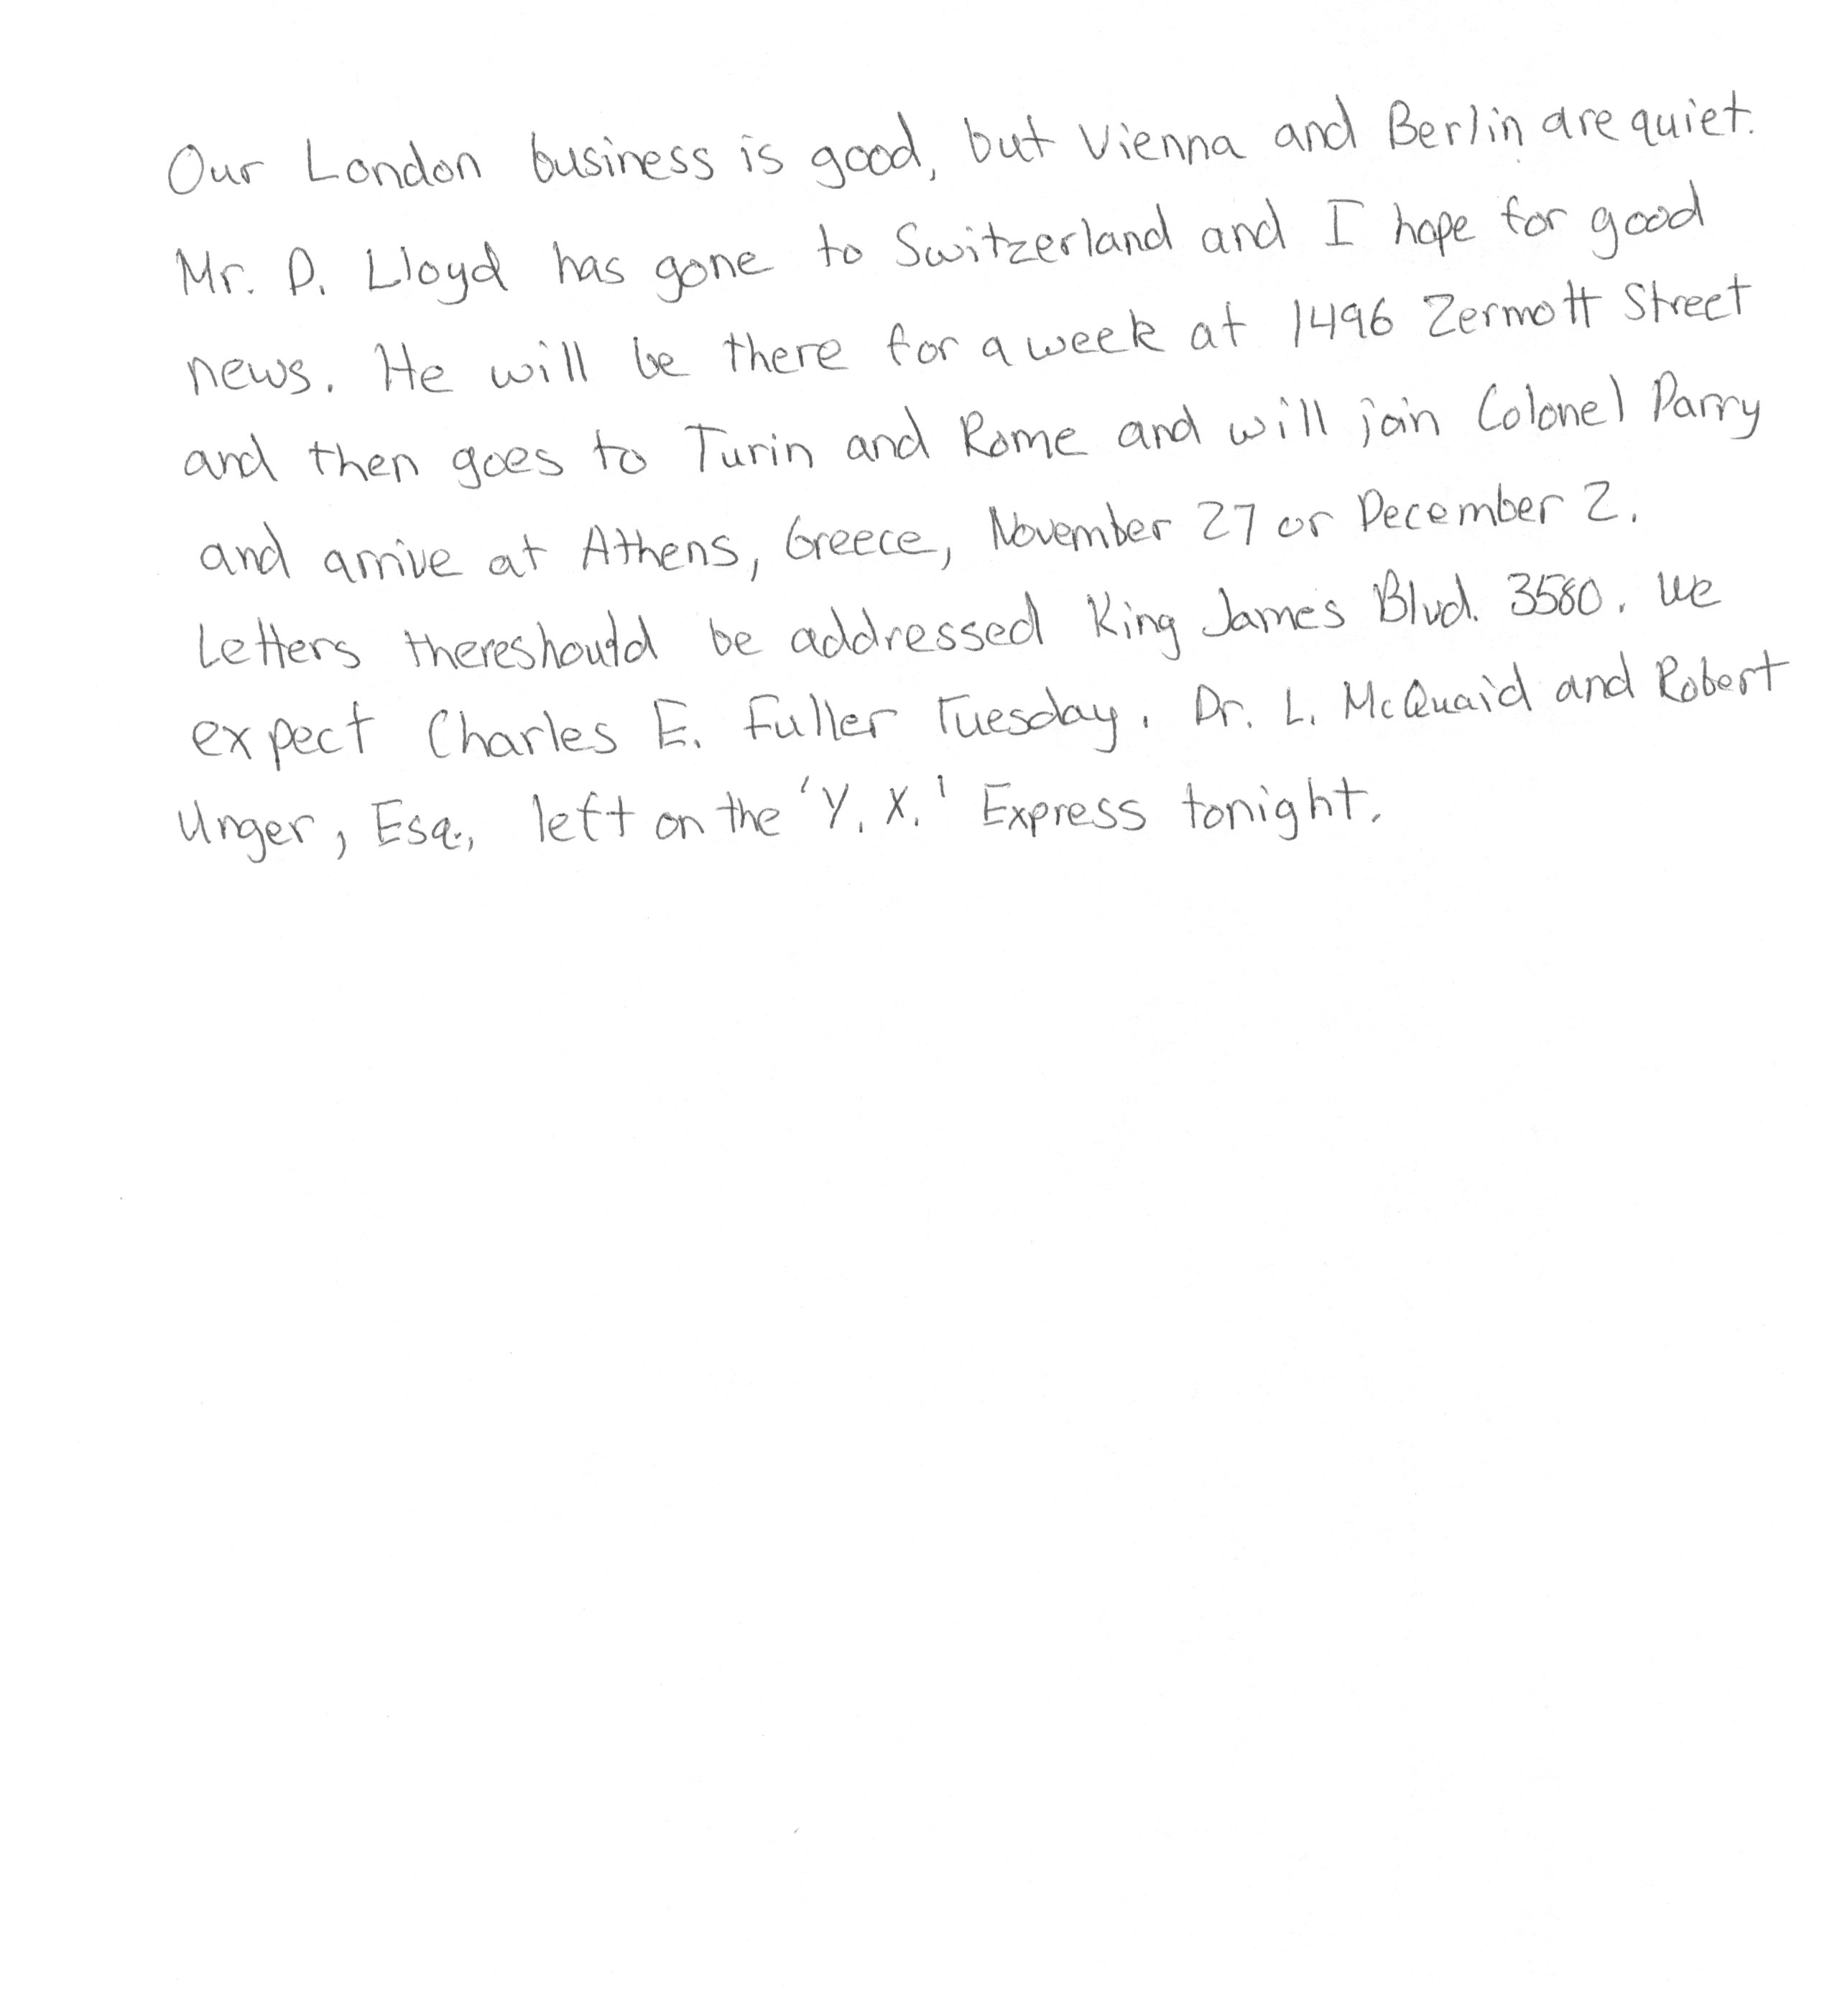 Our London business is good, but Vienna and Berlin are quiet.
Mr. D. Lloyd has gone to Switzerland and I hope for good
news. He will be there for a week at 1496 Zermott Street
and then goes to Turin and Rome and will join Colonel Parry
and arrive at Athens, Greece, November 27 or December 2.
Letters there should be addressed King James Blvd. 3580. We
expect Charles E. Fuller Tuesday. Dr. L. McQuaid and Robert
Unger, Esq., left on the 'Y.X.' Express tonight.